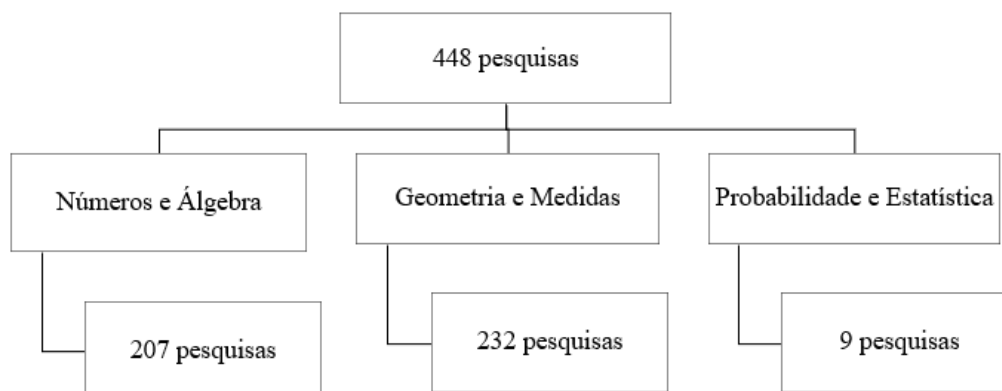 448 pesquisas
Números e Álgebra
Geometria e Medidas
Probabilidade e Estatística
207 pesquisas
232 pesquisas
9 pesquisas